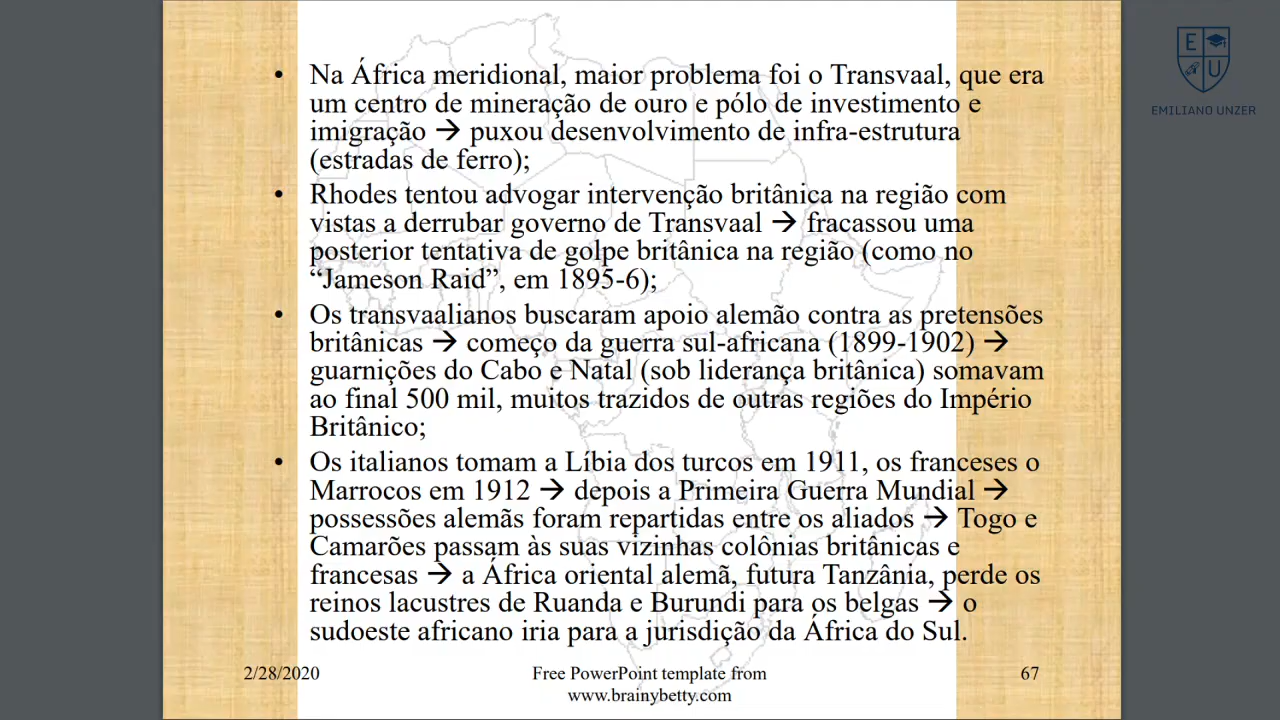 • Na África meridional, maior problema foi o Transvaal, que era
um centro de mineração de ouro e pólo de investimento e
imigração → puxou desenvolvimento de infra-estrutura
(estradas de ferro);
• Rhodes tentou advogar intervenção britânica na região com
vistas a derrubar governo de Transvaal → fracassou uma
posterior tentativa de golpe britânica na região (como no
“Jameson Raid”, em 1895-6);
• Os transvaalianos buscaram apoio alemão contra as pretensões
britânicas → começo da guerra sul-africana (1899-1902) →
guarnições do Cabo e Natal (sob liderança britânica) somavam
ao final 500 mil, muitos trazidos de outras regiões do Império
Britânico;
• Os italianos tomam a Líbia dos turcos em 1911, os franceses o
Marrocos em 1912 → depois a Primeira Guerra Mundial →
possessões alemãs foram repartidas entre os aliados → Togo e
Camarões passam às suas vizinhas colônias britânicas e
francesas → a África oriental alemã, futura Tanzânia, perde os
reinos lacustres de Ruanda e Burundi para os belgas → o
sudoeste africano iria para a jurisdição da África do Sul.
2/28/2020
Free PowerPoint template from
www.brainybetty.com
67
E
U
EMILIANO UNZER